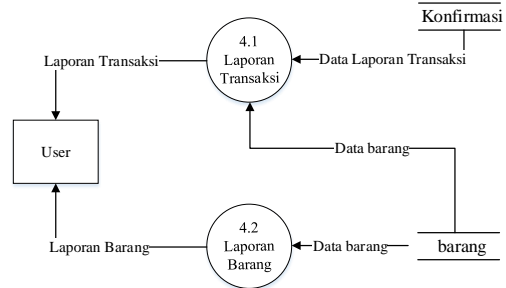 Konfirmasi
4.1
Laporan
Transaksi
Laporan Transaksi
Data Laporan Transaksi
User
Data barang
4.2
Laporan
Barang
Laporan Barang
Data barang
barang